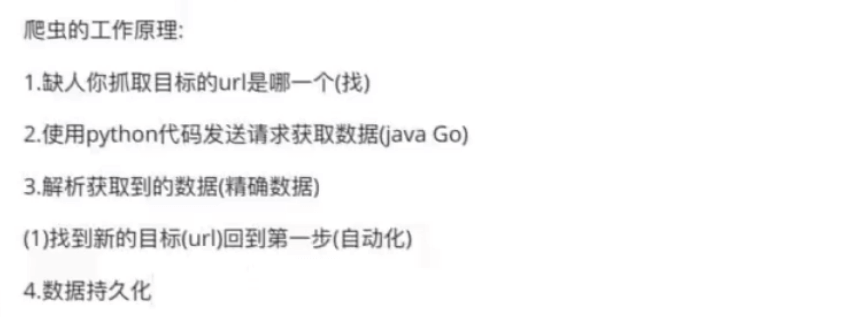 爬虫的工作原理:
1.缺人你抓取目标的url是哪一个(找)
2.使用python代码发送请求获取数据(java Go)
3.解析获取到的数据(精确数据)
(1)找到新的目标(url)回到第一步(自动化)
4.数据持久化